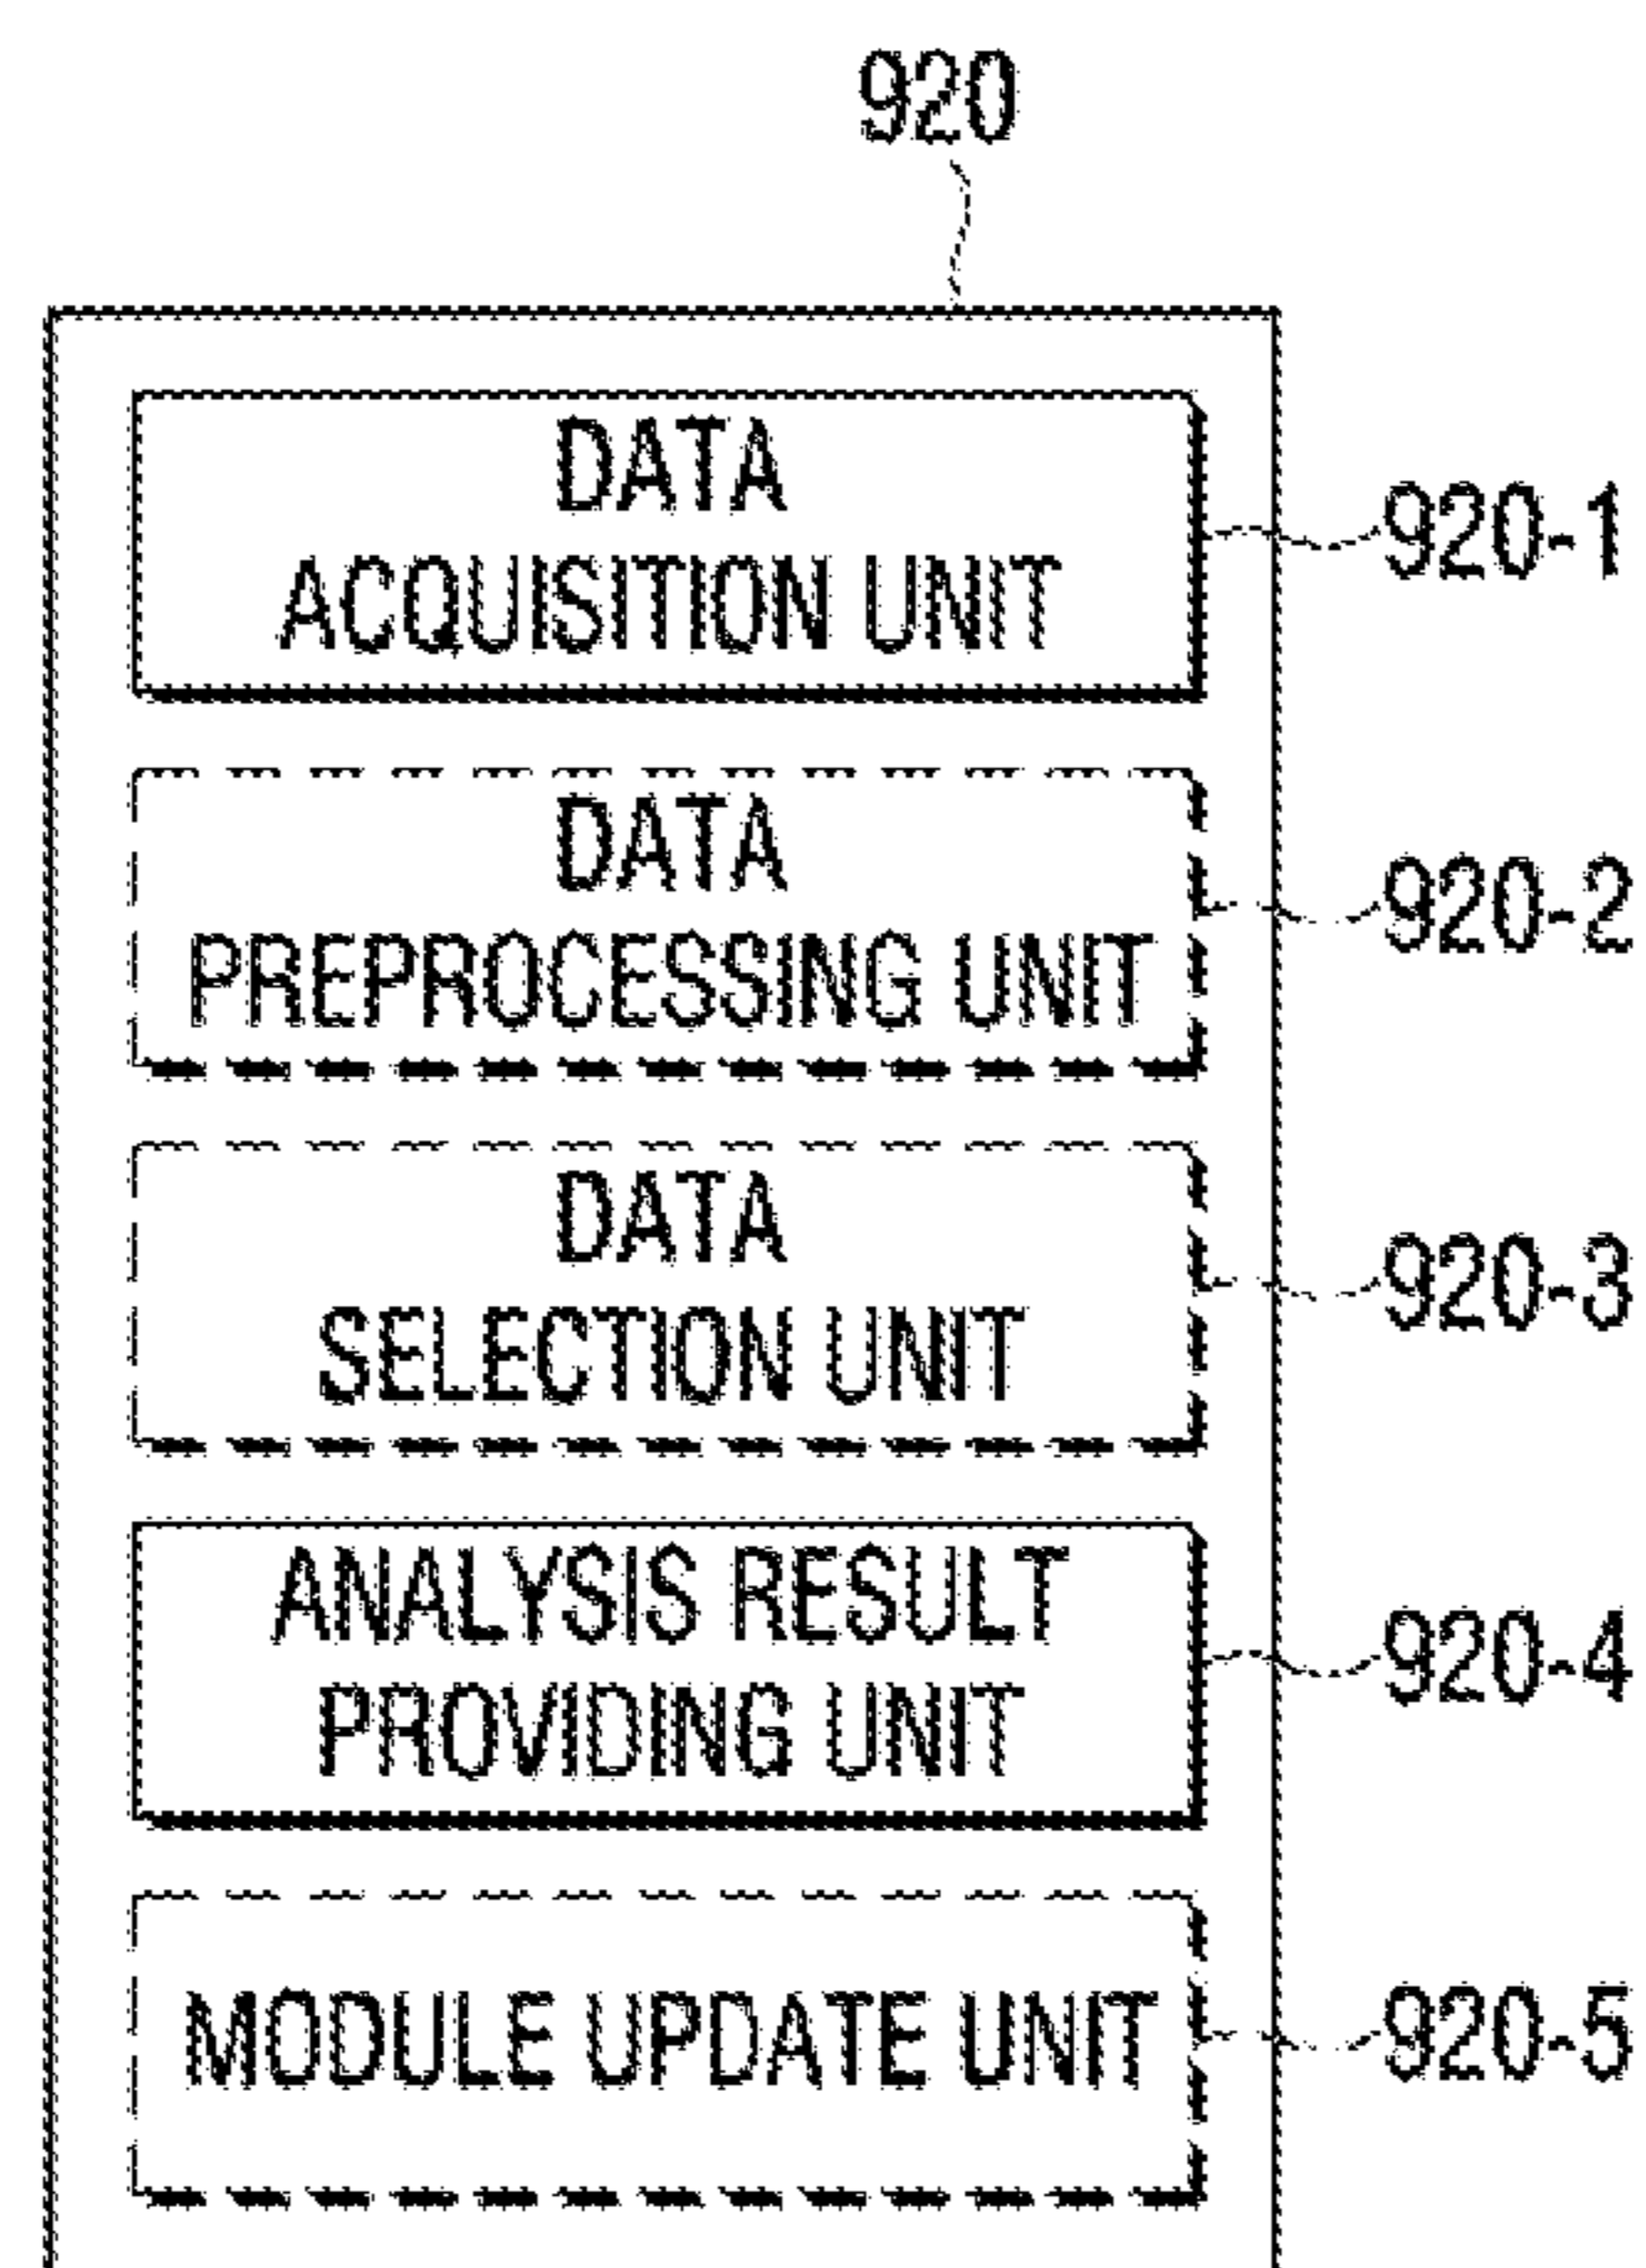 920
DATA
ACQUISITION UNIT
920-1
DATA
PREPROCESSING UNIT
920-2
DATA
SELECTION UNIT
920-3
ANALYSIS RESULT
PROVIDING UNIT
920-4
MODULE UPDATE UNIT
920-5